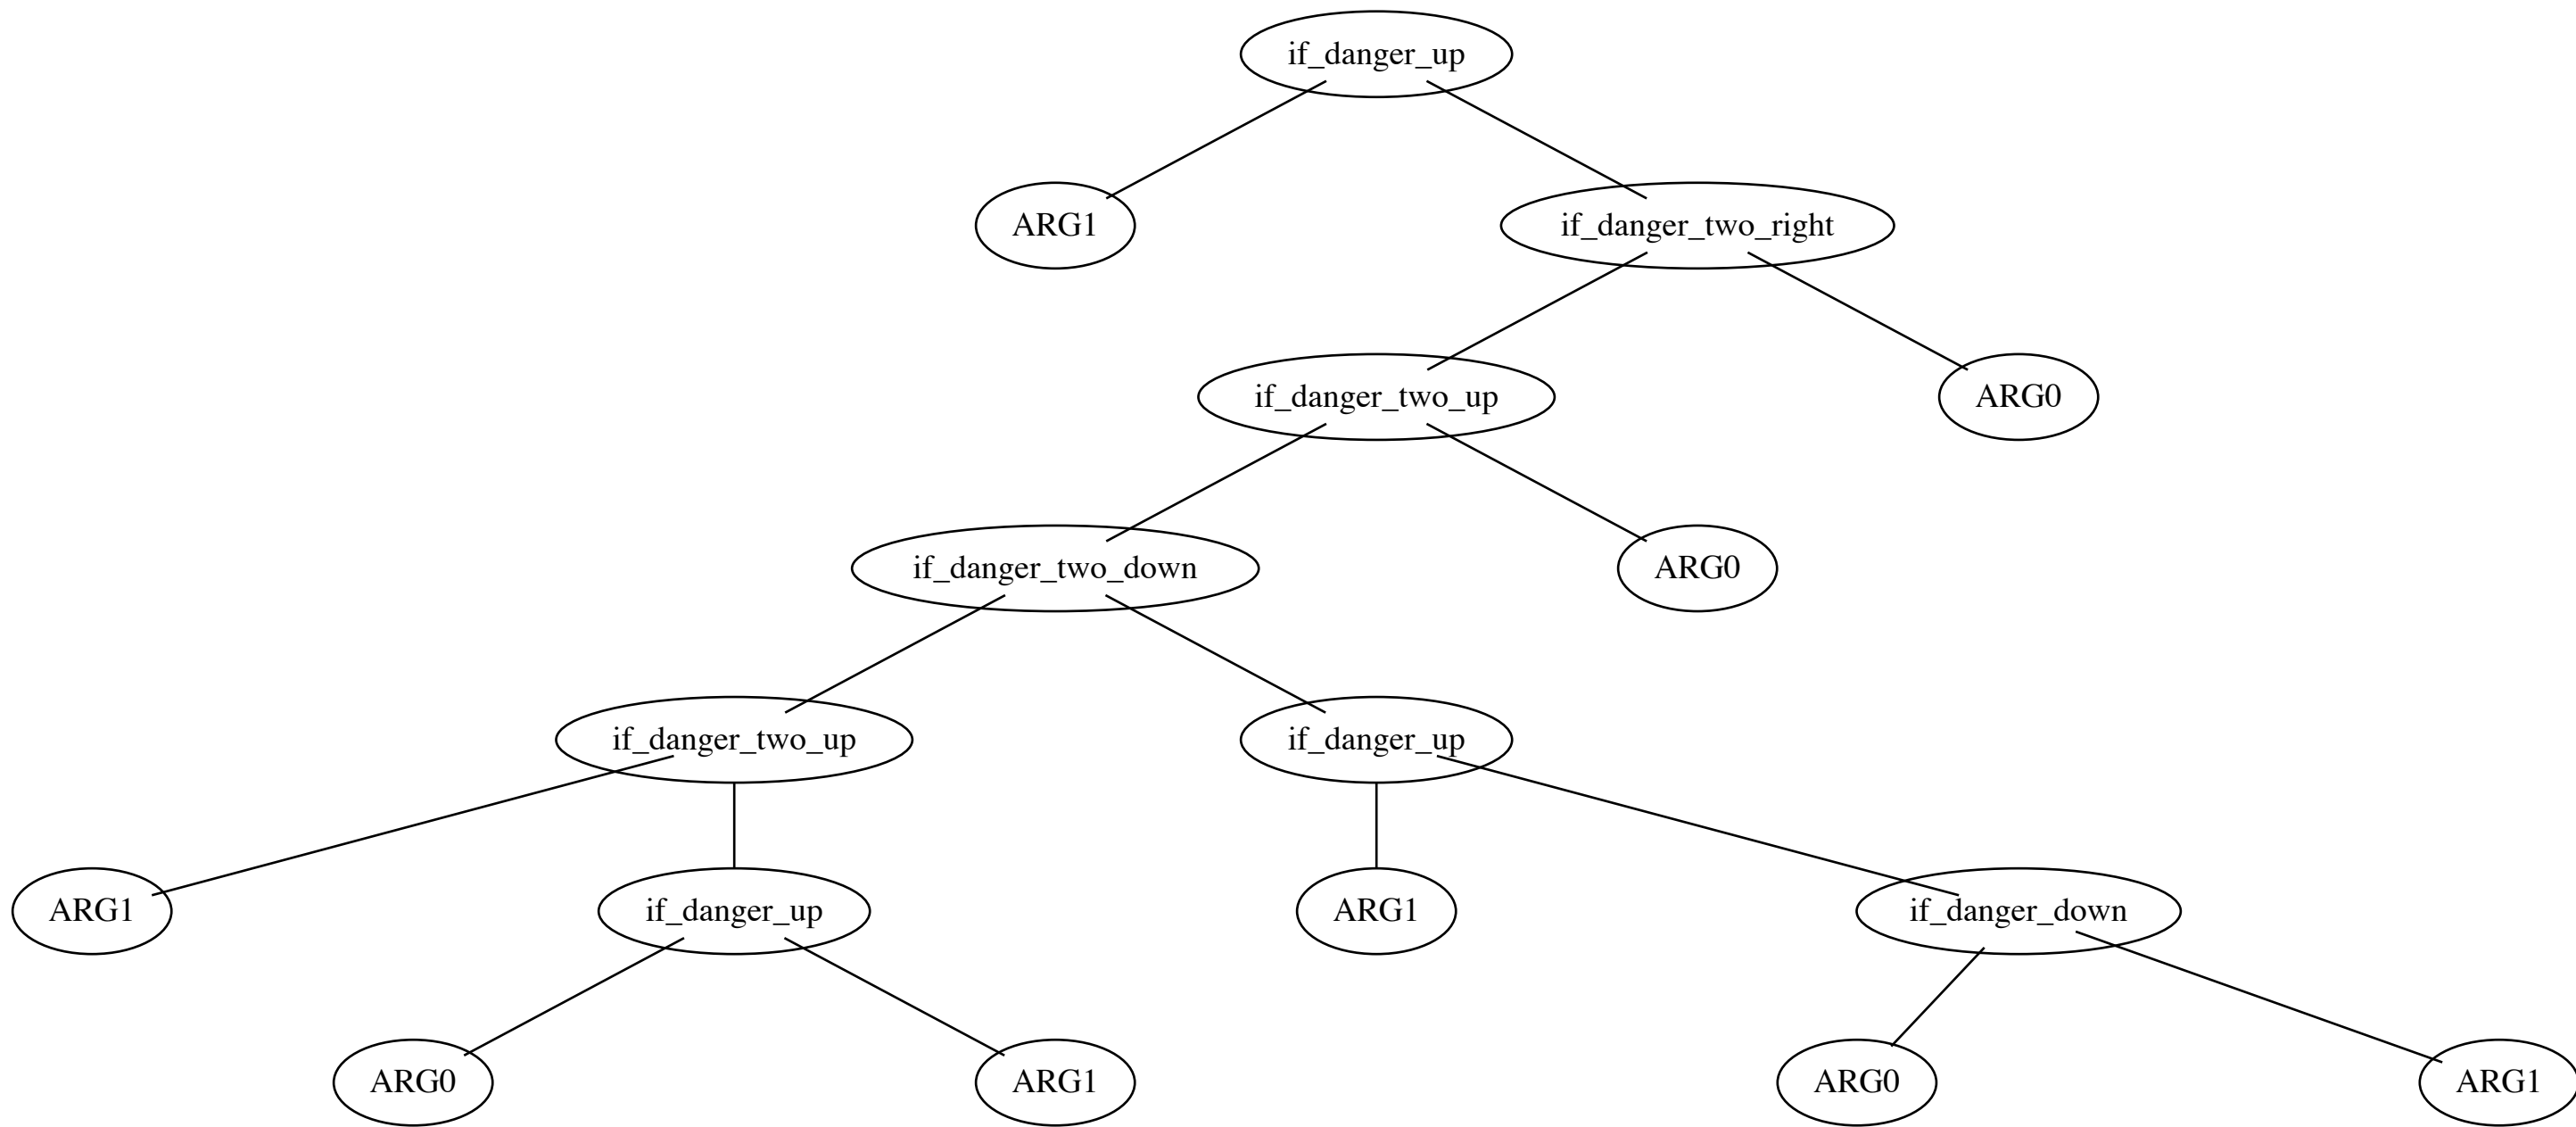 if_danger_up
ARG1
if_danger_two_right
if_danger_two_up
ARG0
if_danger_two_down
ARG0
if_danger_two_up
if_danger_up
ARG1
if_danger_up
ARG1
if_danger_down
ARG0
ARG1
ARG0
ARG1